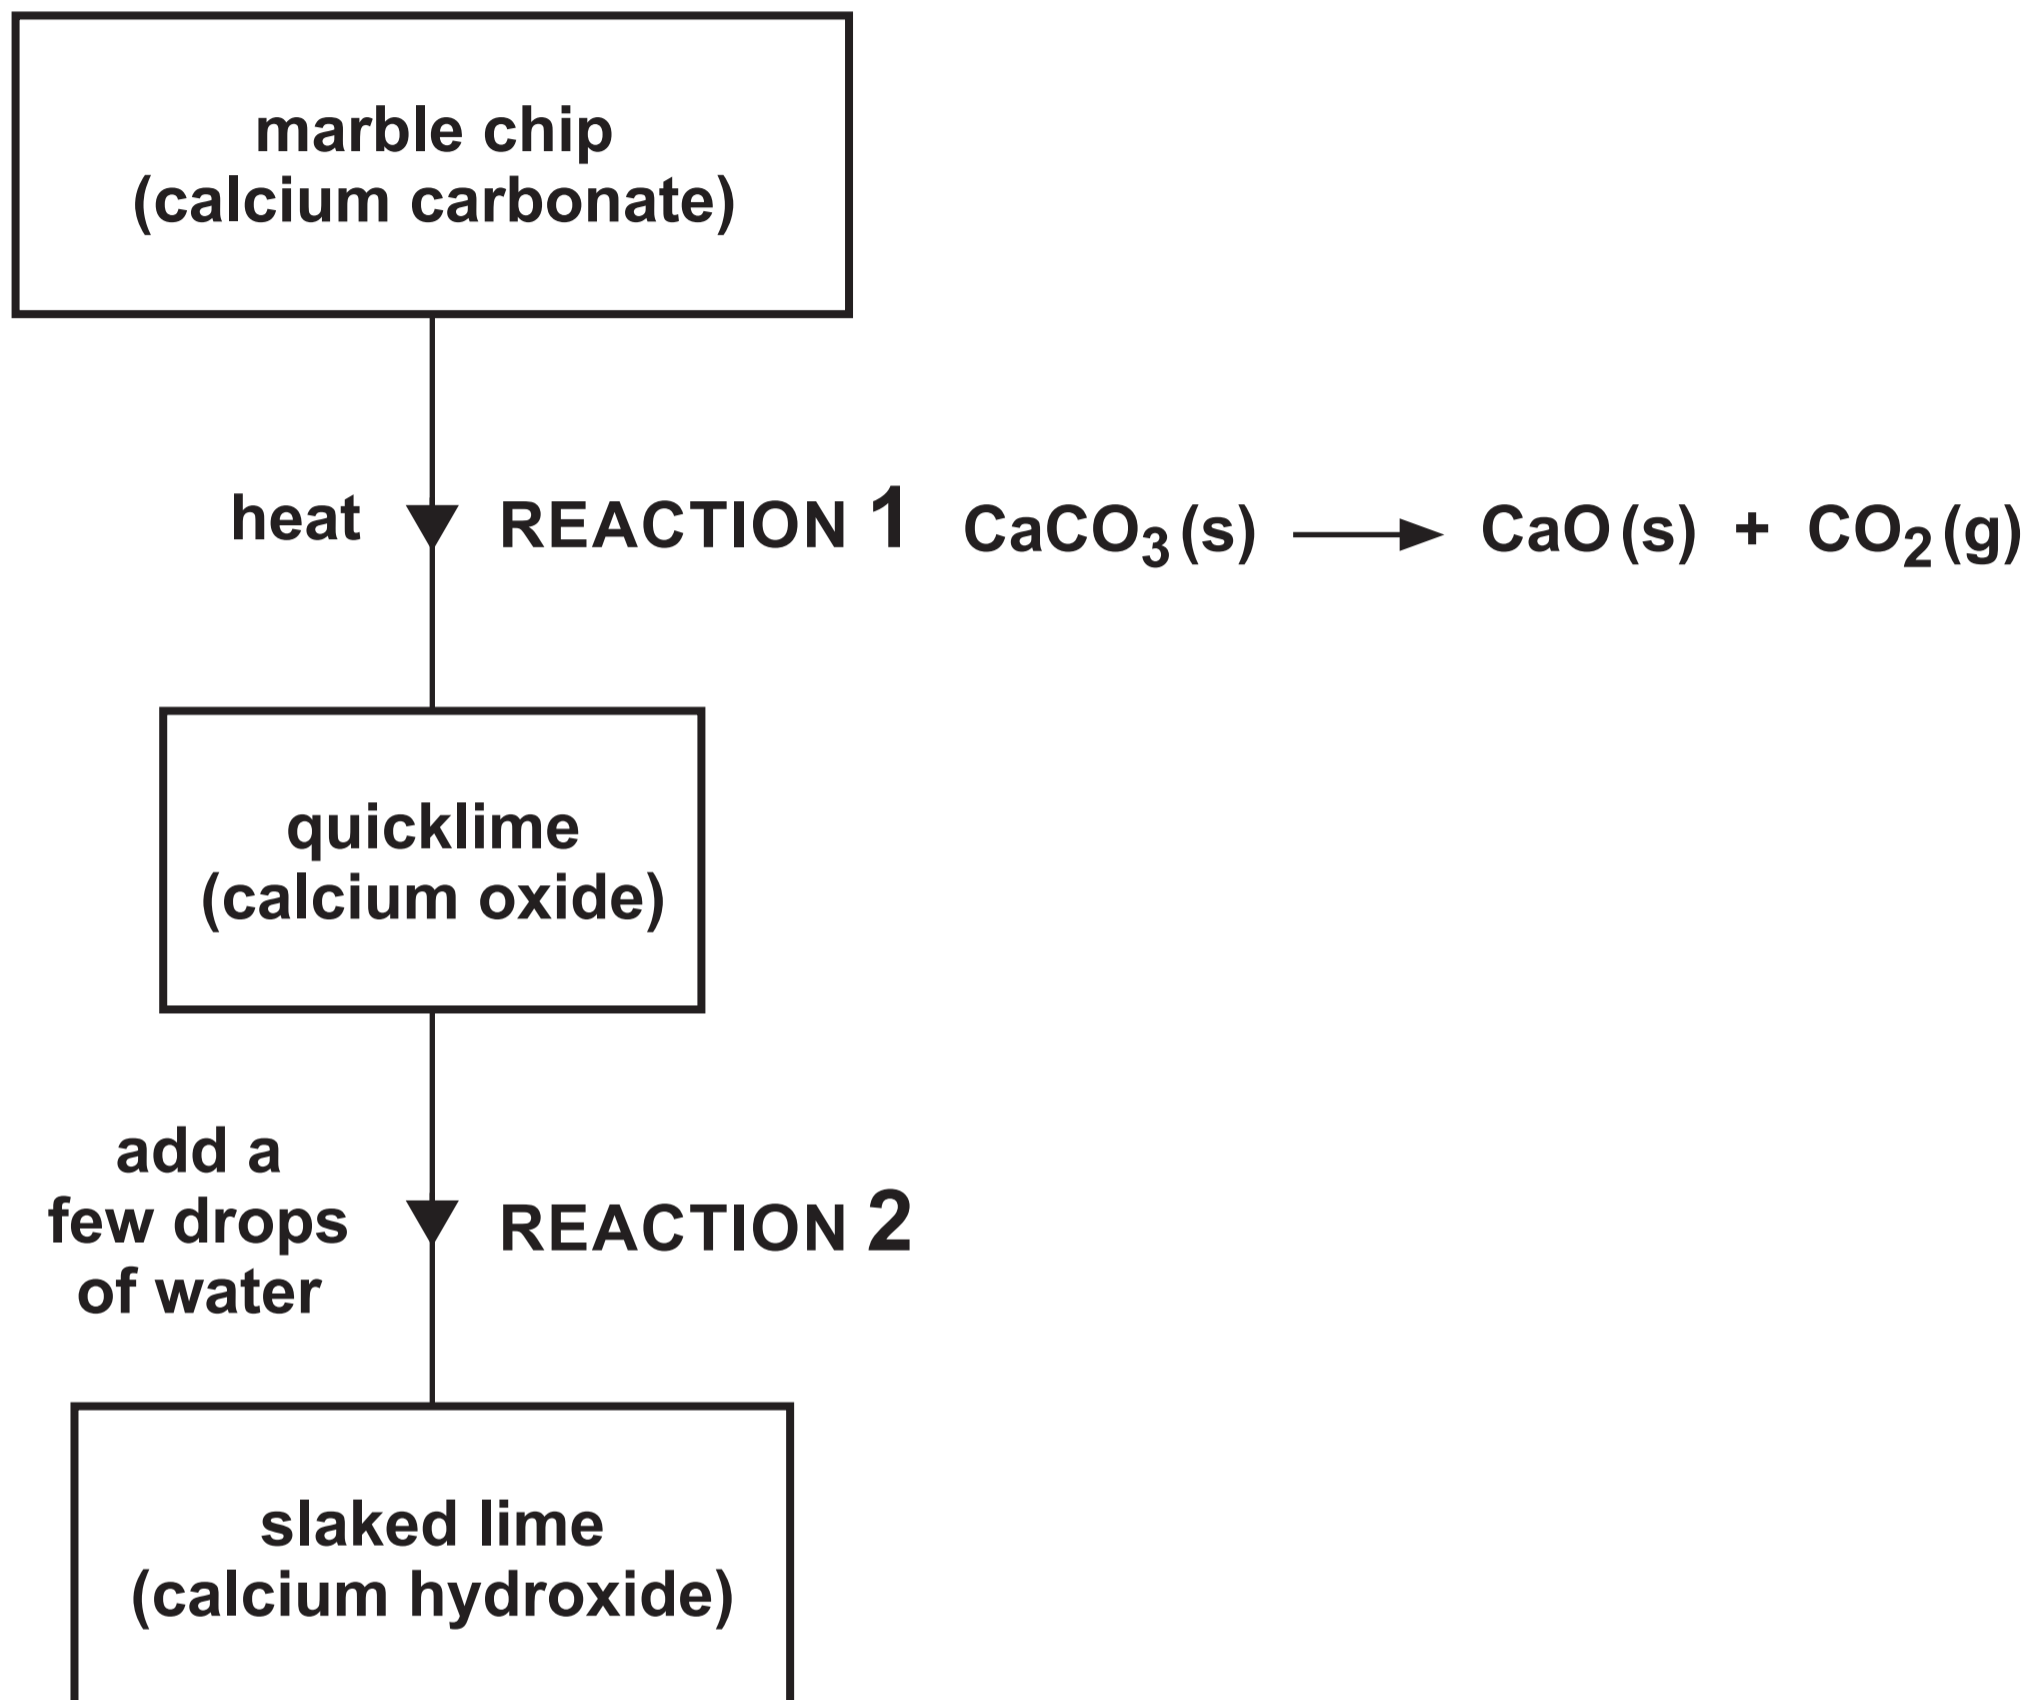 marble chip
(calcium carbonate)
heat
REACTION 1 CaCO₃(s) → CaO(s) + CO₂(g)
quicklime
(calcium oxide)
add a
few drops
of water
REACTION 2
slaked lime
(calcium hydroxide)